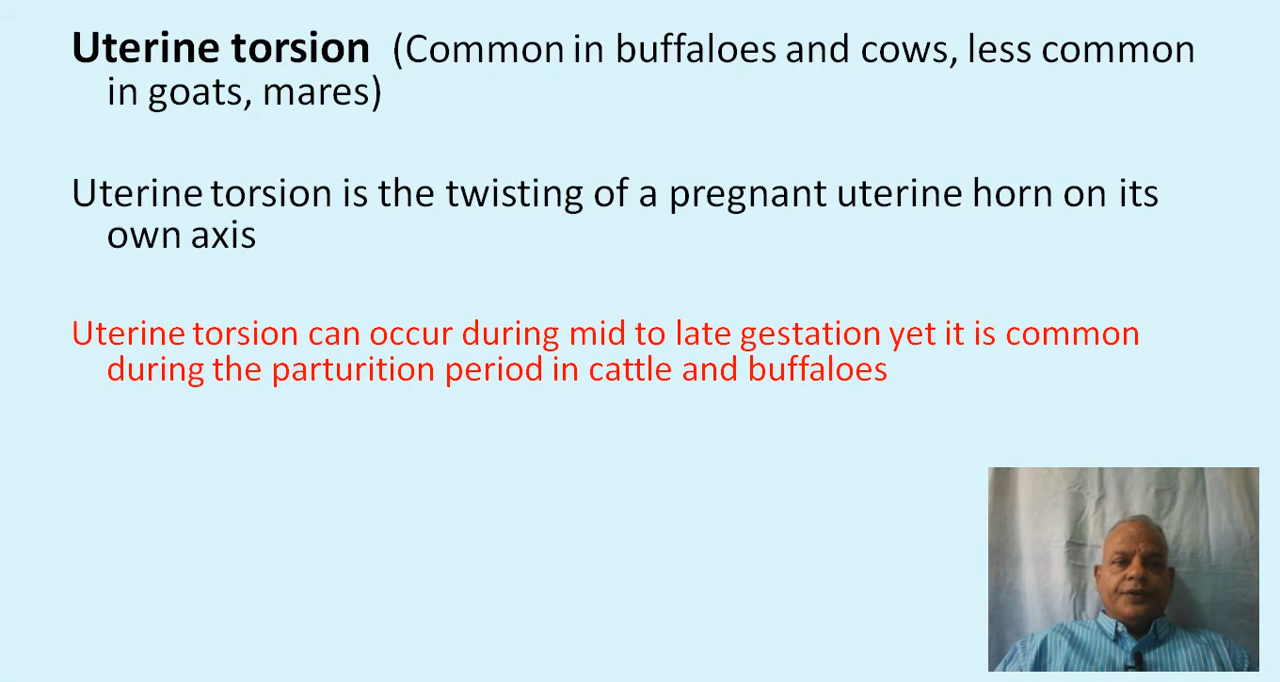 Uterine torsion (Common in buffaloes and cows, less common
in goats, mares)
Uterine torsion is the twisting of a pregnant uterine horn on its
own axis
Uterine torsion can occur during mid to late gestation yet it is common
during the parturition period in cattle and buffaloes